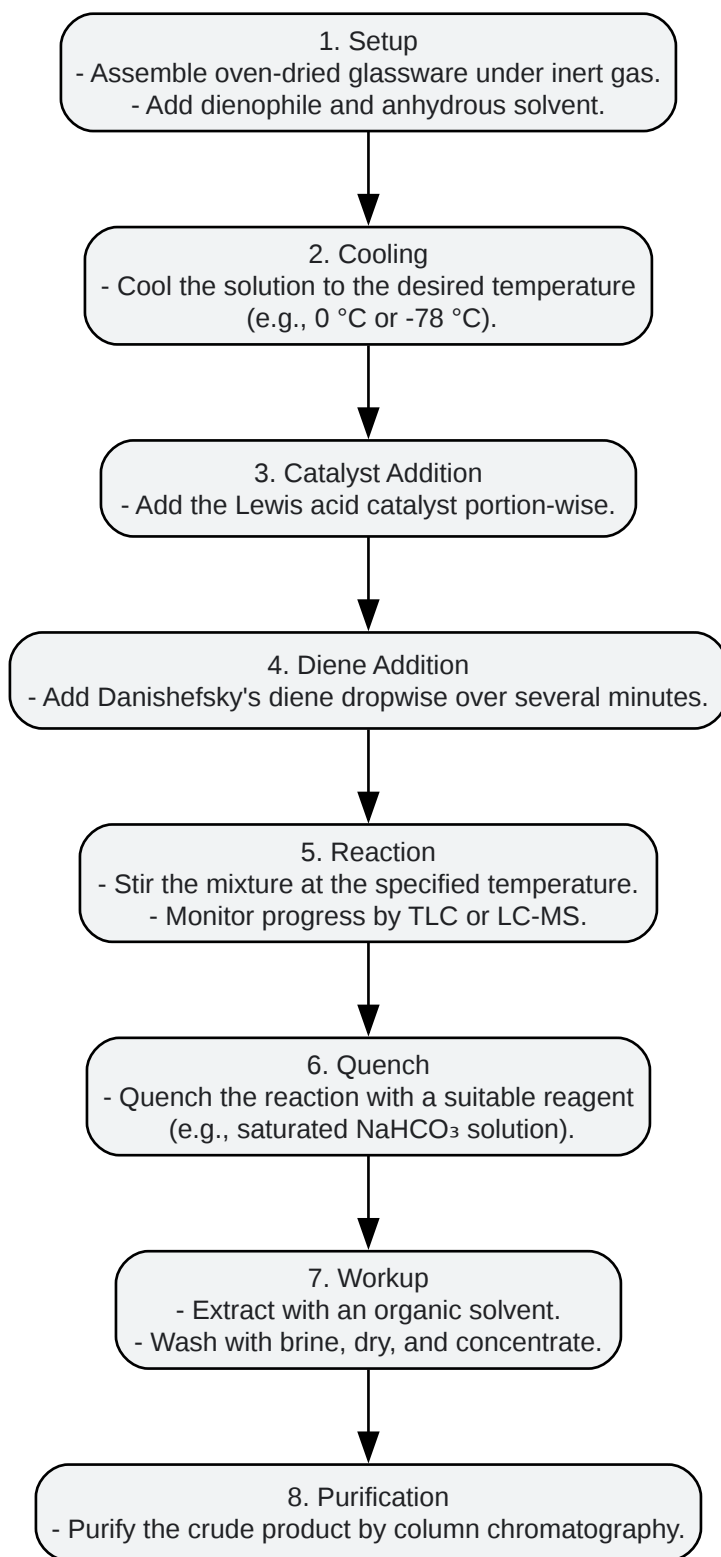 1. Setup
- Assemble oven-dried glassware under inert gas.
- Add dienophile and anhydrous solvent.
2. Cooling
- Cool the solution to the desired temperature
(e.g., 0 °C or -78 °C).
3. Catalyst Addition
- Add the Lewis acid catalyst portion-wise.
4. Diene Addition
- Add Danishefsky's diene dropwise over several minutes.
5. Reaction
- Stir the mixture at the specified temperature.
- Monitor progress by TLC or LC-MS.
6. Quench
- Quench the reaction with a suitable reagent
(e.g., saturated NaHCO₃ solution).
7. Workup
- Extract with an organic solvent.
- Wash with brine, dry, and concentrate.
8. Purification
- Purify the crude product by column chromatography.